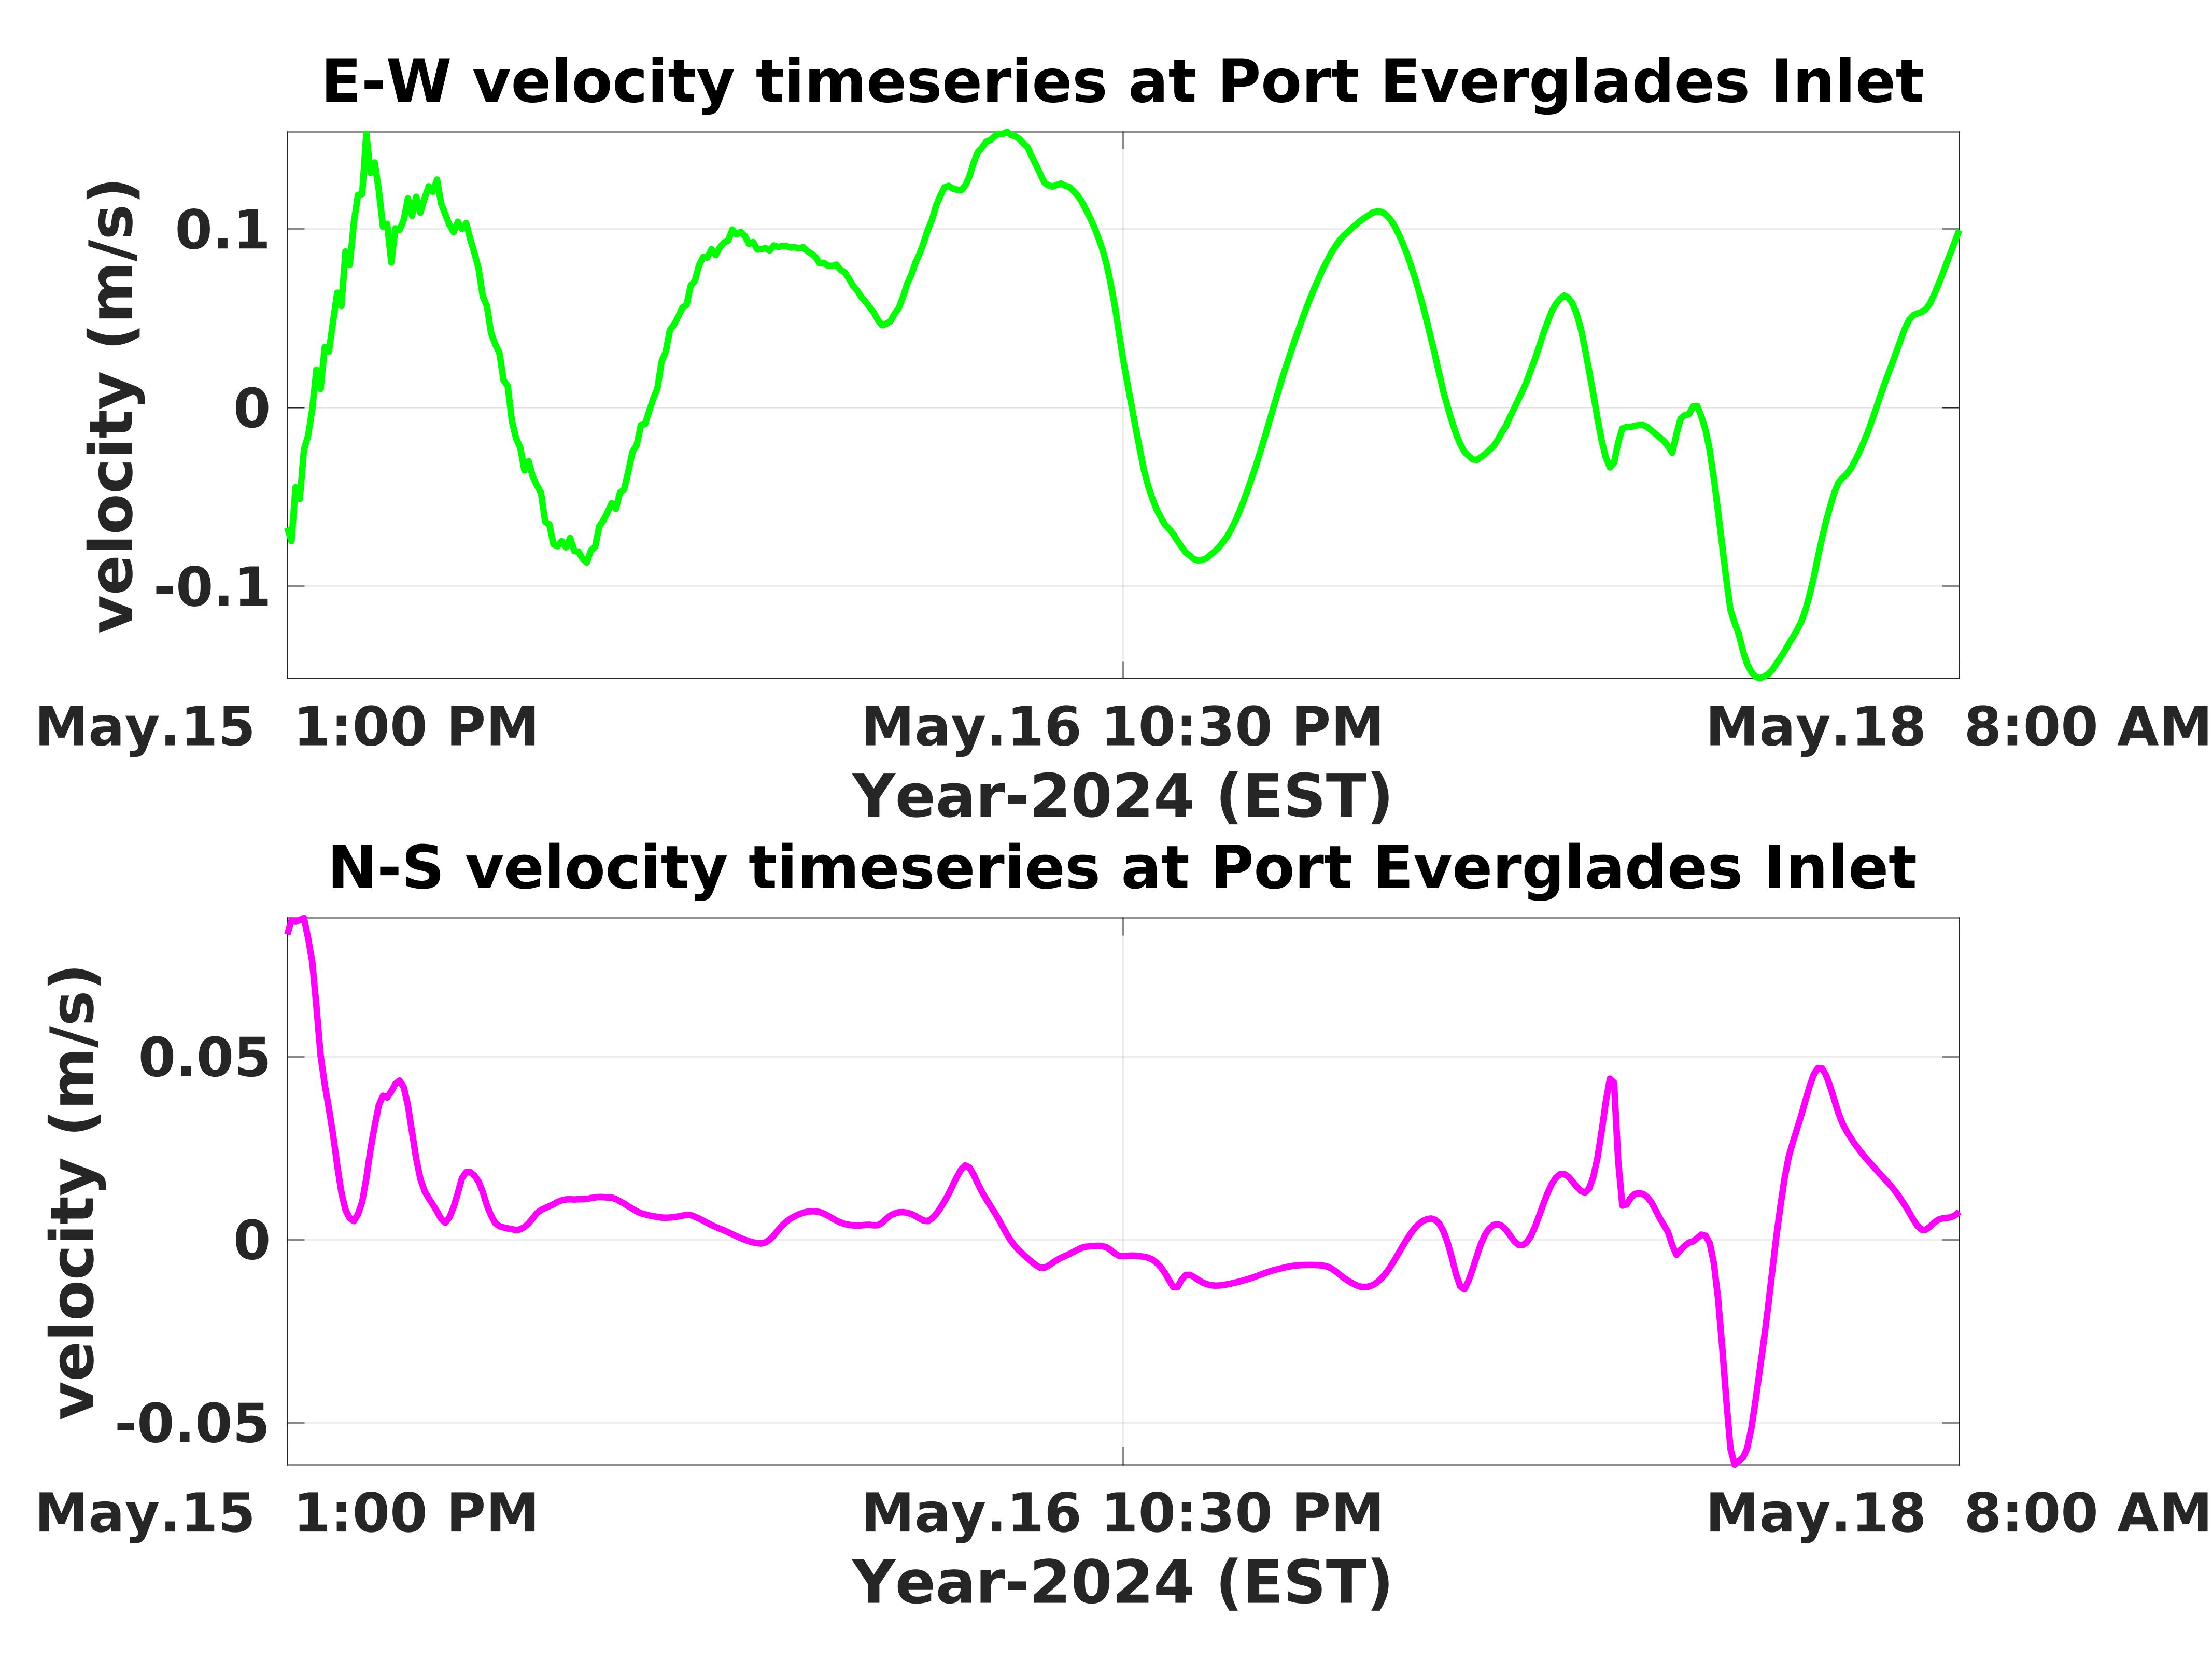 E-W velocity timeseries at Port Everglades Inlet
velocity (m/s)
0.1
0
-0.1
May.15  1:00 PM
May.16 10:30 PM
May.18  8:00 AM
Year-2024 (EST)
N-S velocity timeseries at Port Everglades Inlet
velocity (m/s)
0.05
0
-0.05
May.15  1:00 PM
May.16 10:30 PM
May.18  8:00 AM
Year-2024 (EST)